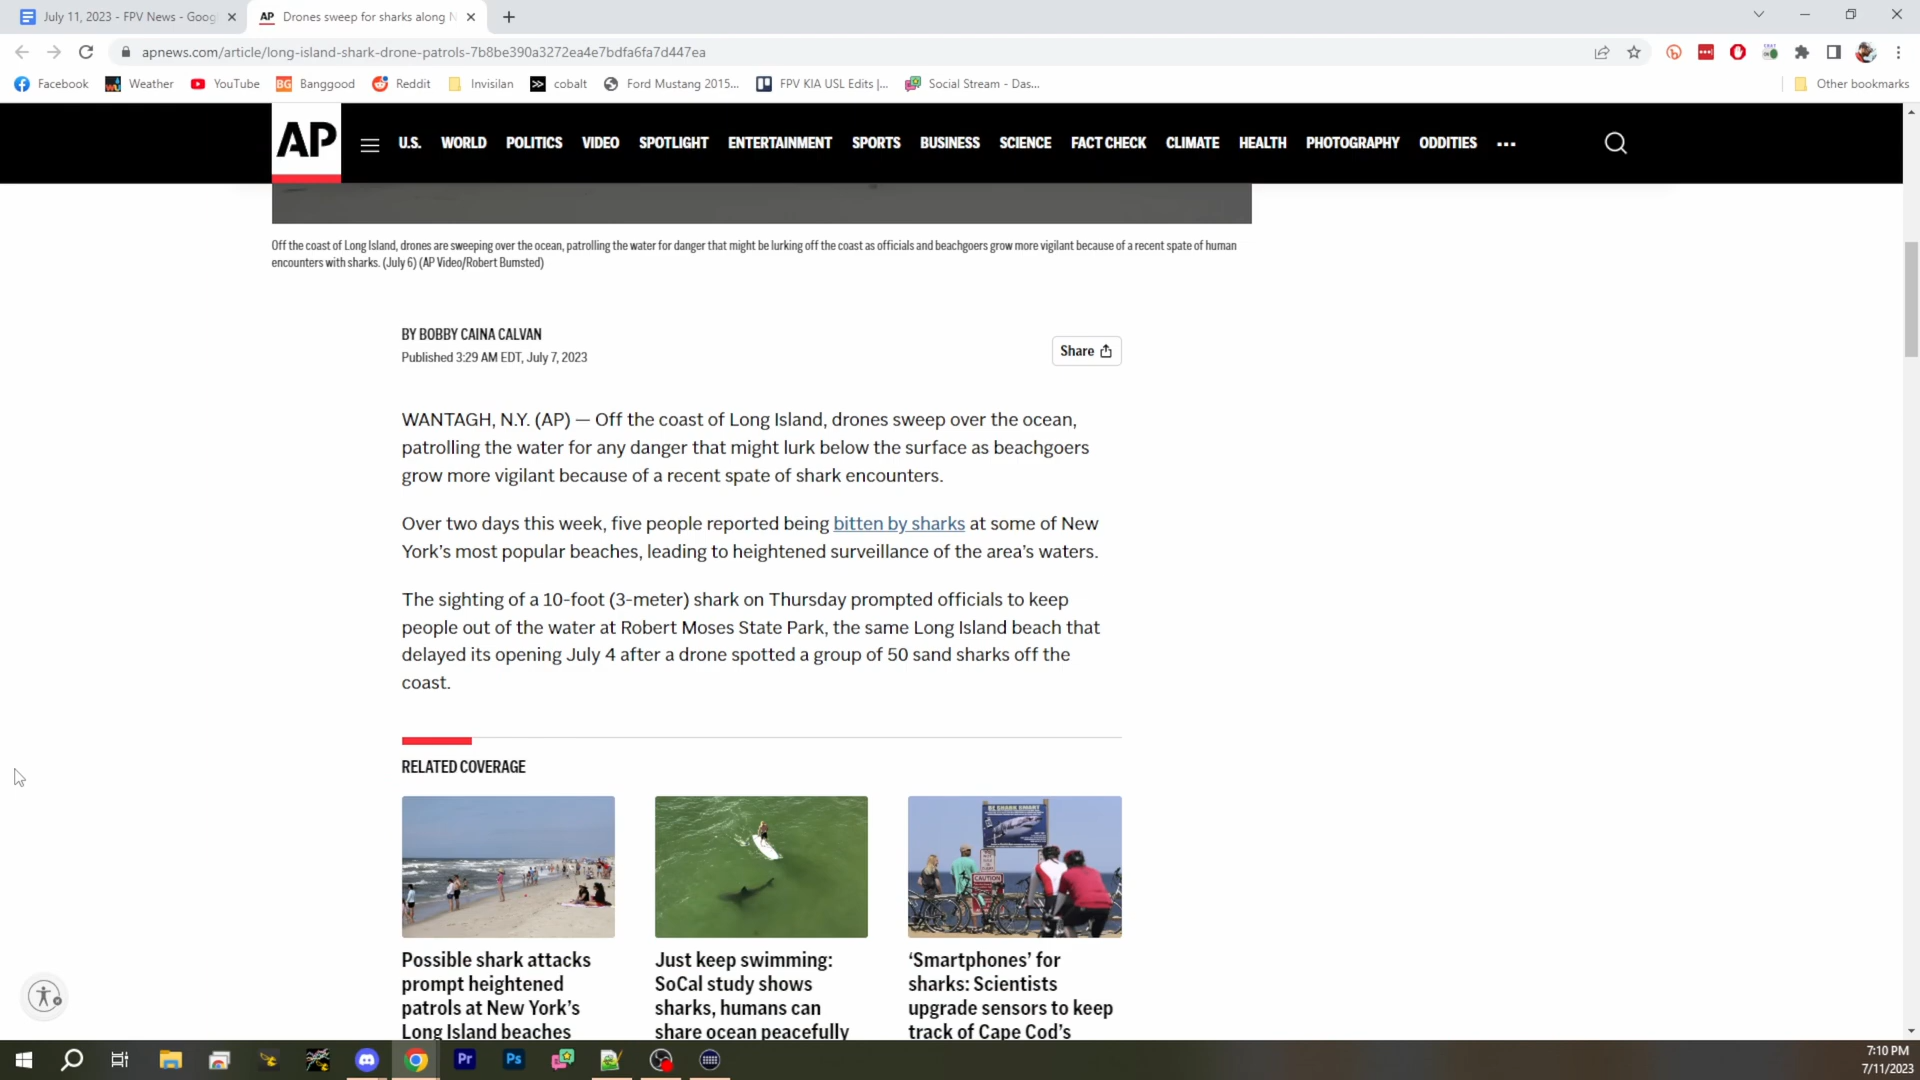 July 11, 2023 - FPV News - Goog
AP Drones sweep for sharks along N
apnews.com/article/long-island-shark-drone-patrols-7b8be390a3272ea4e7bdfa6fa7d447ea
Facebook Weather YouTube BG Banggood Reddit Invisilan cobalt Ford Mustang 2015... FPV KIA USL Edits |... Social Stream - Das... Other bookmarks
AP U.S. WORLD POLITICS VIDEO SPOTLIGHT ENTERTAINMENT SPORTS BUSINESS SCIENCE FACT CHECK CLIMATE HEALTH PHOTOGRAPHY ODDITIES ...
Off the coast of Long Island, drones are sweeping over the ocean, patrolling the water for danger that might be lurking off the coast as officials and beachgoers grow more vigilant because of a recent spate of human
encounters with sharks. (July 6) (AP Video/Robert Bumsted)
BY BOBBY CAINA CALVAN
Published 3:29 AM EDT, July 7, 2023
Share
WANTAGH, N.Y. (AP) — Off the coast of Long Island, drones sweep over the ocean,
patrolling the water for any danger that might lurk below the surface as beachgoers
grow more vigilant because of a recent spate of shark encounters.
Over two days this week, five people reported being bitten by sharks at some of New
York’s most popular beaches, leading to heightened surveillance of the area’s waters.
The sighting of a 10-foot (3-meter) shark on Thursday prompted officials to keep
people out of the water at Robert Moses State Park, the same Long Island beach that
delayed its opening July 4 after a drone spotted a group of 50 sand sharks off the
coast.
RELATED COVERAGE
BE SHARK SMART
CAUTION
Possible shark attacks
prompt heightened
patrols at New York’s
Long Island beaches
Just keep swimming:
SoCal study shows
sharks, humans can
share ocean peacefully
‘Smartphones’ for
sharks: Scientists
upgrade sensors to keep
track of Cape Cod’s
Pr Ps
7:10 PM
7/11/2023